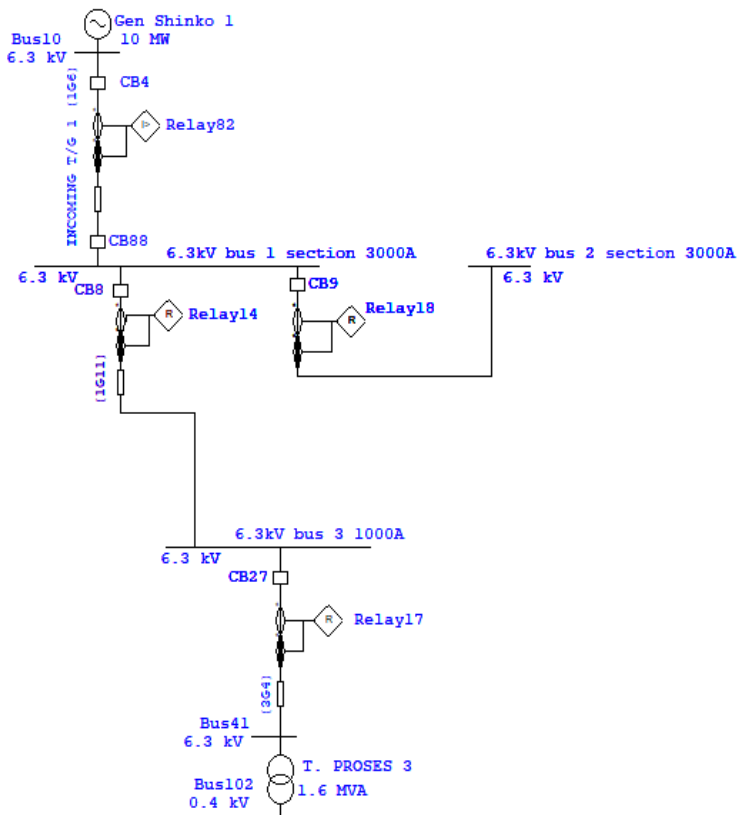 Gen Shinko 1
10 MW
Bus10
6.3 kV
CB4
INCOMING T/G 1 (1G6)
I>
Relay82
CB88
6.3kV bus 1 section 3000A
6.3 kV
6.3kV bus 2 section 3000A
6.3 kV
CB8
CB9
R
Relay14
R
Relay18
(1G11)
6.3kV bus 3 1000A
6.3 kV
CB27
R
Relay17
(3G4)
Bus41
6.3 kV
T. PROSES 3
1.6 MVA
Bus102
0.4 kV